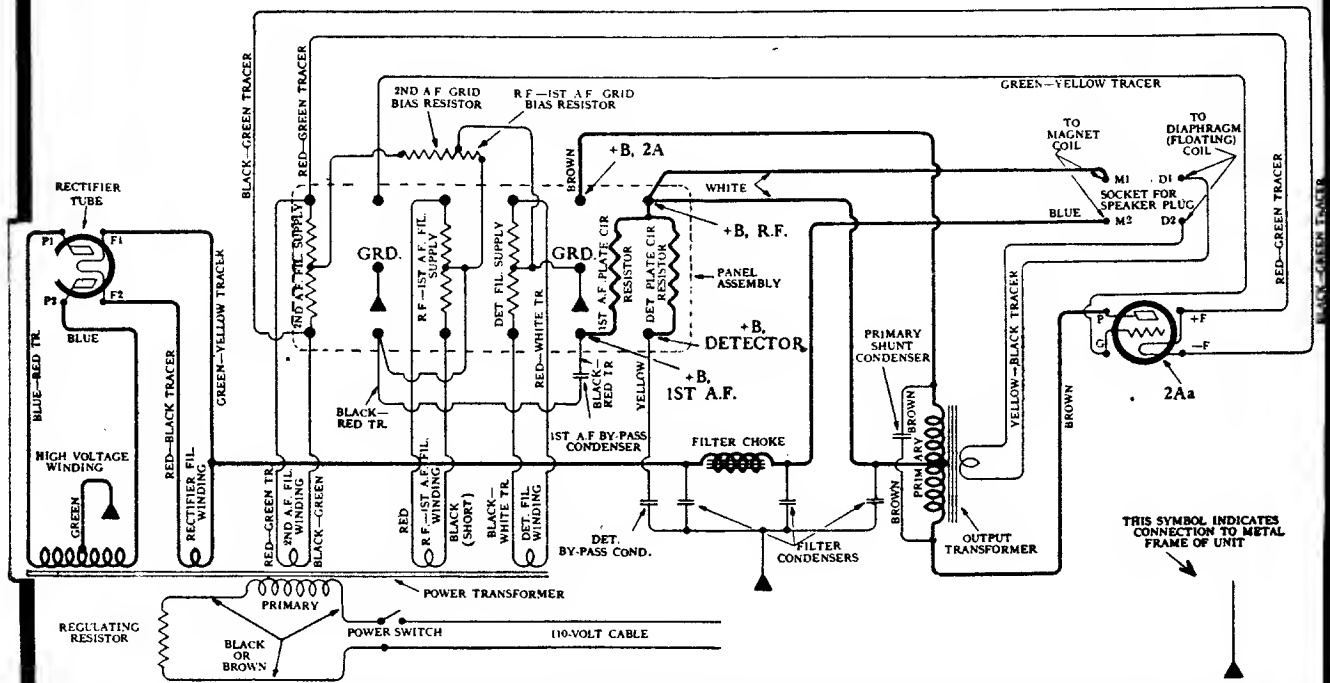 BLACK—GREEN TRACER
RED—GREEN TRACER
GREEN—YELLOW TRACER
2ND A.F. GRID
BIAS RESISTOR
R F—1ST A.F. GRID
BIAS RESISTOR
BROWN
+B, 2A
TO
MAGNET
COIL
TO
DIAPHRAGM
(FLOATING)
COIL
RECTIFIER
TUBE
WHITE
M1
D1
SOCKET FOR
SPEAKER PLUG
M2
D2
BLUE
RED—GREEN TRACER
BLACK—GREEN TRACER
P1
F1
P2
F2
BLUE
2ND A.F. FIL. SUPPLY
GRD.
R.F.—1ST A.F. FIL.
SUPPLY
DET FIL. SUPPLY
GRD.
1ST A.F. PLATE CIR
RESISTOR
DET PLATE CIR
RESISTOR
+B, R.F.
PANEL
ASSEMBLY
+B,
DETECTOR
+B,
1ST A.F.
BLUE—RED TR.
RED—BLACK TRACER
GREEN—YELLOW TRACER
RED—WHITE TR.
BLACK—
RED TR
YELLOW
BLACK—
RED TR.
1ST A.F BY-PASS
CONDENSER
PRIMARY
SHUNT
CONDENSER
P
G
+F
—F
2Aa
BROWN
YELLOW—BLACK TRACER
HIGH VOLTAGE
WINDING
GREEN
RECTIFIER FIL.
WINDING
RED—GREEN TR.
2ND A.F. FIL.
WINDING
BLACK—GREEN
RED
R.F.—1ST A.F. FIL.
WINDING
BLACK
(SHORT)
BLACK—
WHITE TR.
DET FIL.
WINDING
FILTER CHOKE
BROWN
PRIMARY
BROWN
DET.
BY-PASS COND.
FILTER
CONDENSERS
OUTPUT
TRANSFORMER
THIS SYMBOL INDICATES
CONNECTION TO METAL
FRAME OF UNIT
POWER TRANSFORMER
PRIMARY
REGULATING
RESISTOR
BLACK
OR
BROWN
POWER SWITCH
110-VOLT CABLE